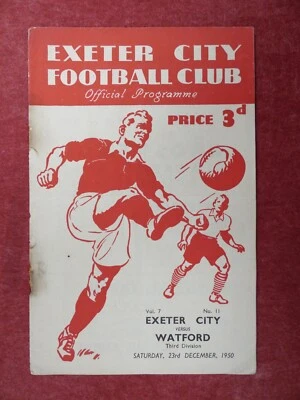 EXETER CITY
FOOTBALL CLUB
Official Programme
PRICE 3d
Vol. 7 No. 11
EXETER CITY
VERSUS
WATFORD
Third Division
SATURDAY, 23rd DECEMBER, 1950